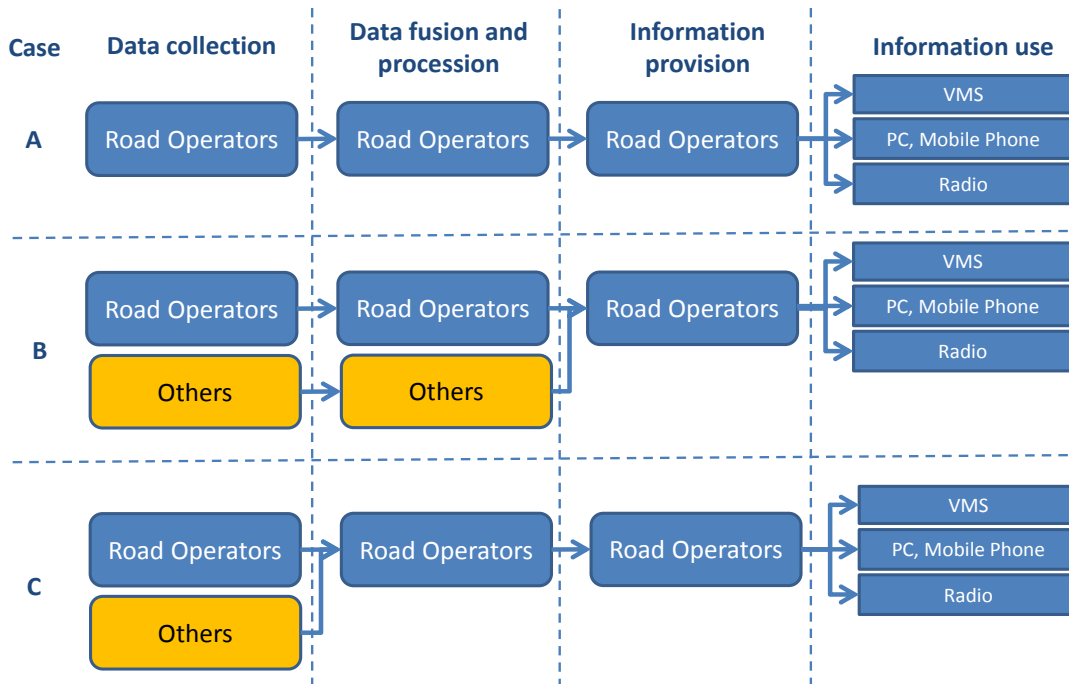 Case
Data collection
Data fusion and
procession
Information
provision
Information use
A
Road Operators
Road Operators
Road Operators
VMS
PC, Mobile Phone
Radio
B
Road Operators
Road Operators
Road Operators
Others
Others
VMS
PC, Mobile Phone
Radio
C
Road Operators
Road Operators
Road Operators
Others
VMS
PC, Mobile Phone
Radio